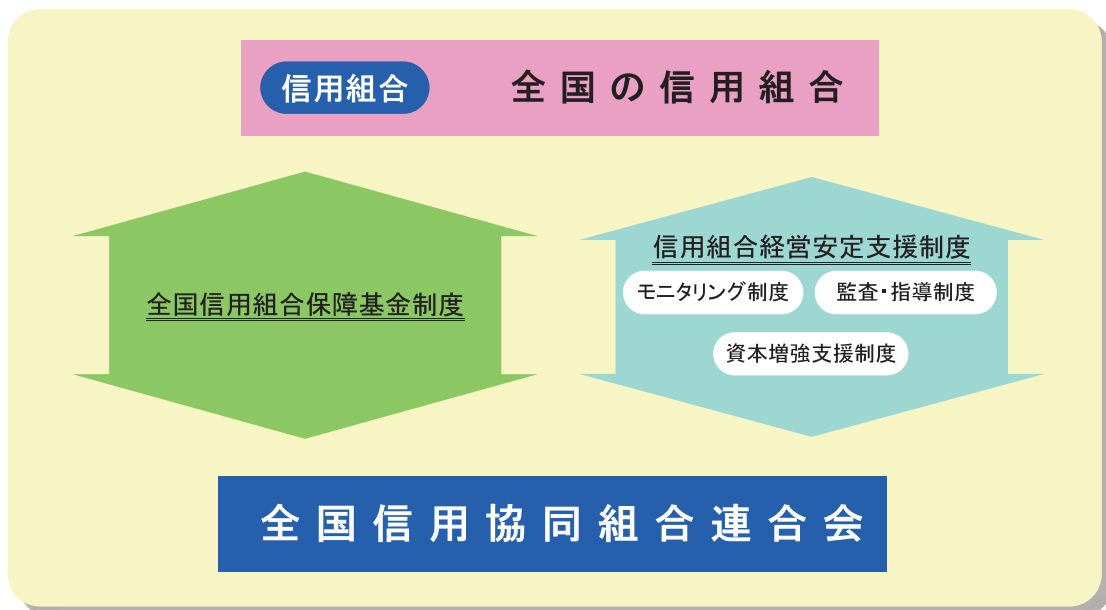 信用組合 全国の信用組合
全国信用組合保障基金制度
信用組合経営安定支援制度
モニタリング制度 監査・指導制度
資本増強支援制度
全国信用協同組合連合会